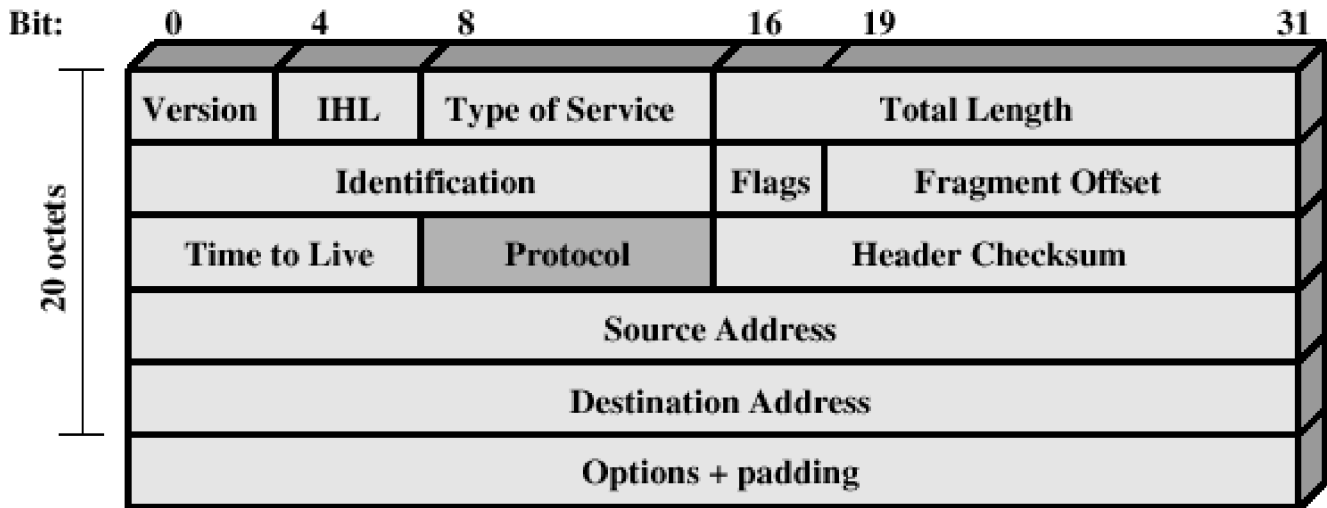 Bit: 0 4 8 16 19 31
Version IHL Type of Service Total Length
Identification Flags Fragment Offset
Time to Live Protocol Header Checksum
20 octets
Source Address
Destination Address
Options + padding